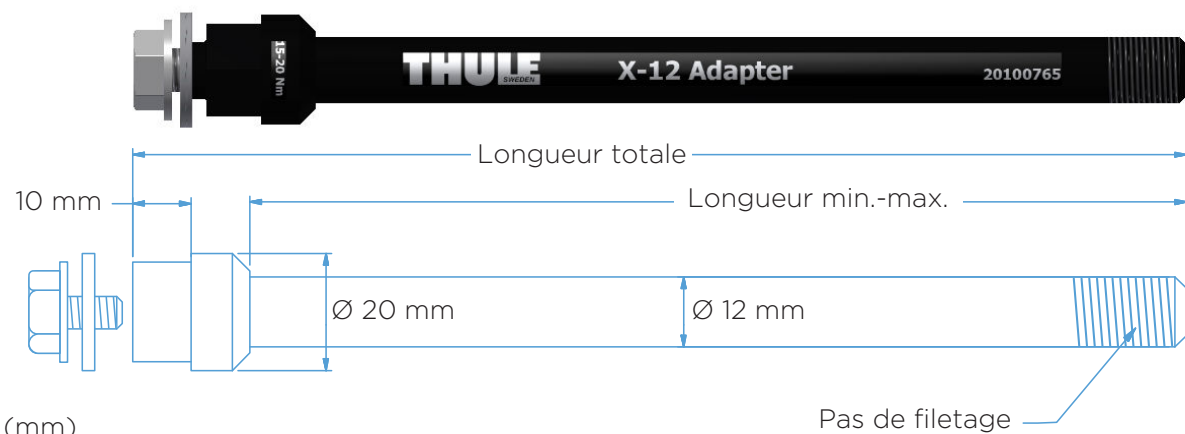 15-20 Nm
THULE
SWEDEN
X-12 Adapter
20100765
Longueur totale
10 mm
Longueur min.-max.
Ø 20 mm
Ø 12 mm
Pas de filetage
(mm)